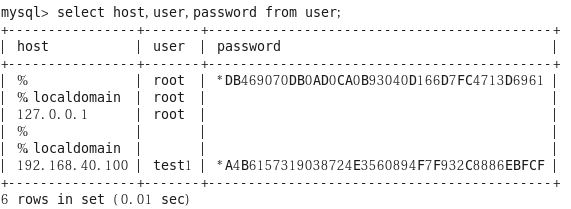 mysql> select host, user, password from user;
+----------------+-------+-------------------------------------------+
| host           | user  | password                                  |
+----------------+-------+-------------------------------------------+
| %              | root  | *DB469070DB0AD0CA0B93040D166D7FC4713D6961 |
| % localdomain  | root  |                                           |
| 127.0.0.1      | root  |                                           |
| %              |       |                                           |
| % localdomain  |       |                                           |
| 192.168.40.100 | test1 | *A4B6157319038724E3560894F7F932C8886EBFCF |
+----------------+-------+-------------------------------------------+
6 rows in set (0.01 sec)